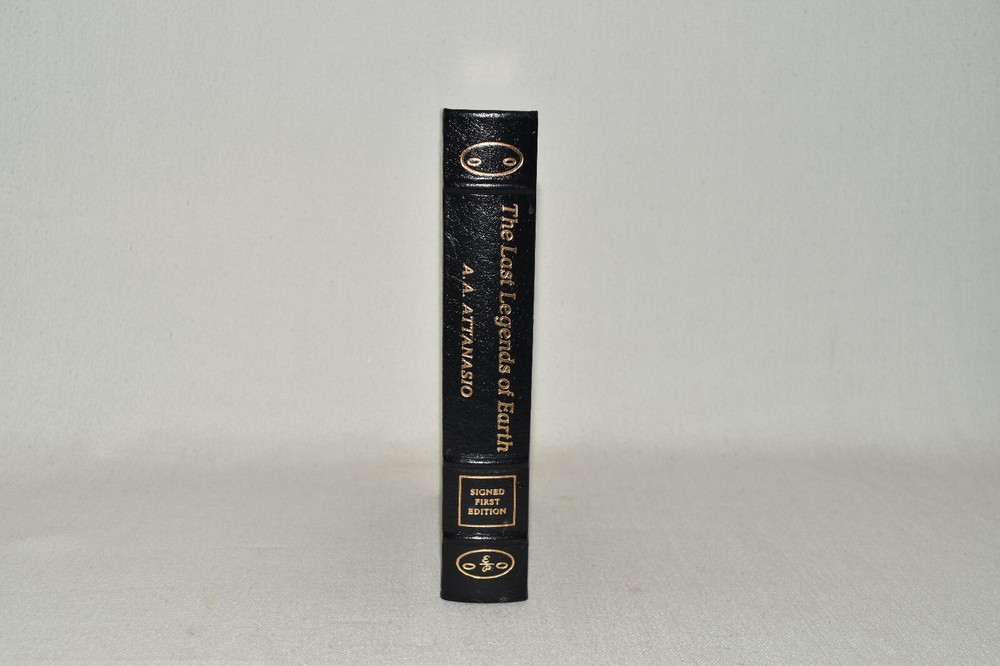 The Last Legends of Earth
A.A. ATTANASIO
SIGNED
FIRST
EDITION